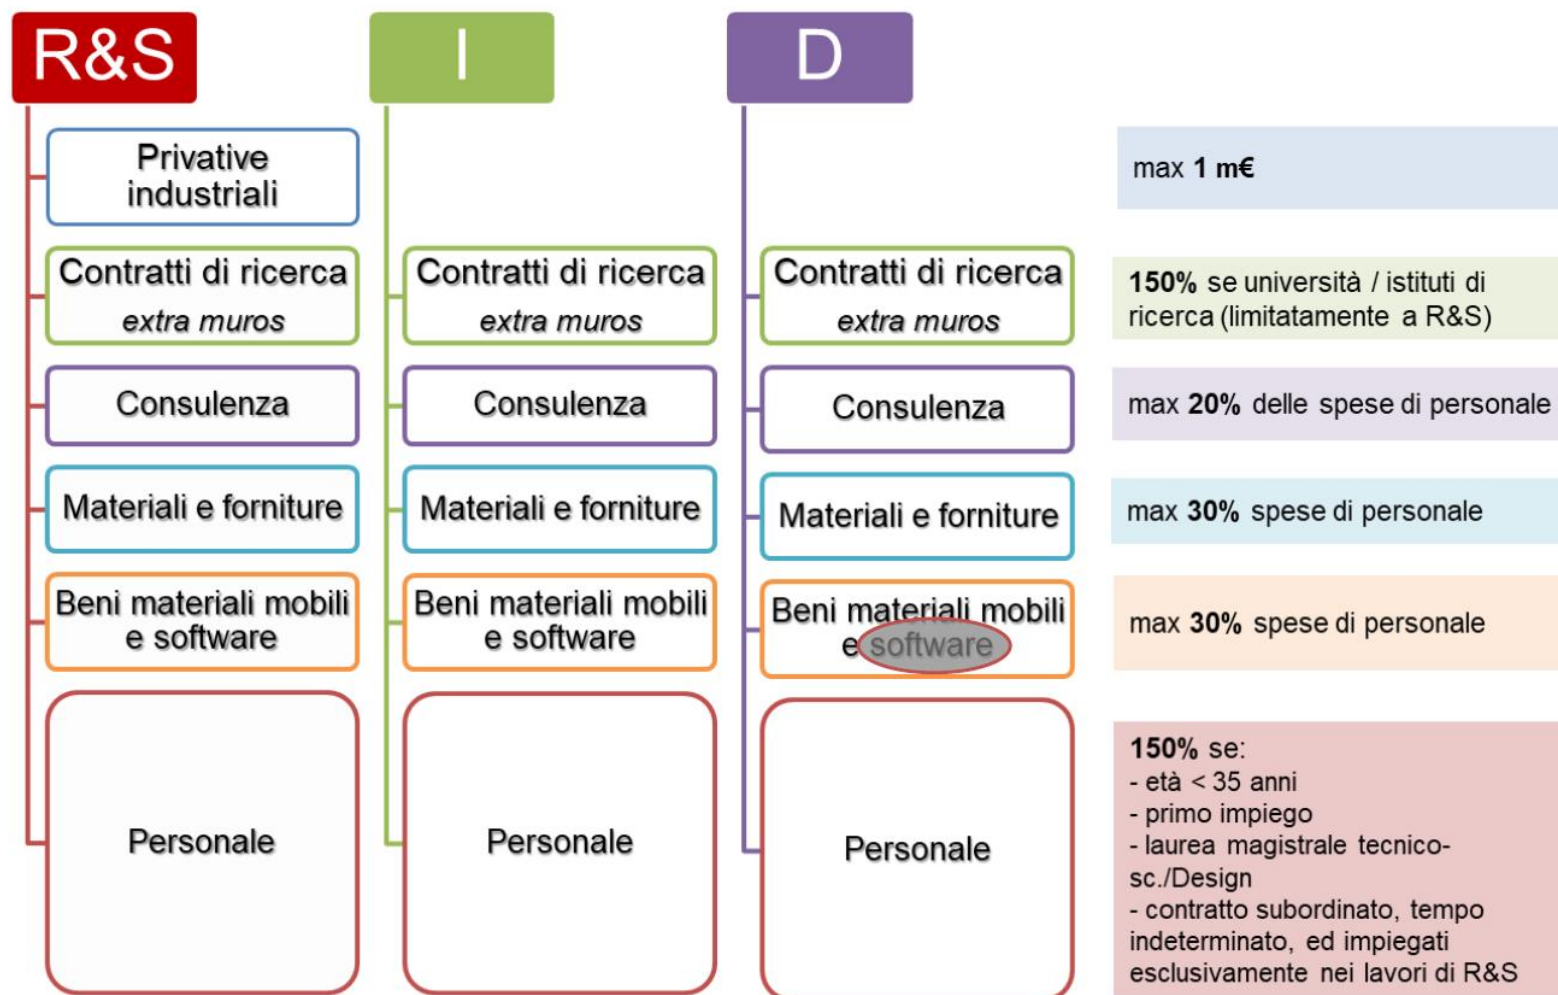 R&S
I
D
Privative
industriali
max 1 m€
Contratti di ricerca
extra muros
Contratti di ricerca
extra muros
Contratti di ricerca
extra muros
150% se università / istituti di
ricerca (limitatamente a R&S)
Consulenza
Consulenza
Consulenza
max 20% delle spese di personale
Materiali e forniture
Materiali e forniture
Materiali e forniture
max 30% spese di personale
Beni materiali mobili
e software
Beni materiali mobili
e software
Beni materiali mobili
e software
max 30% spese di personale
Personale
Personale
Personale
150% se:
- età < 35 anni
- primo impiego
- laurea magistrale tecnico-
sc./Design
- contratto subordinato, tempo
indeterminato, ed impiegati
esclusivamente nei lavori di R&S